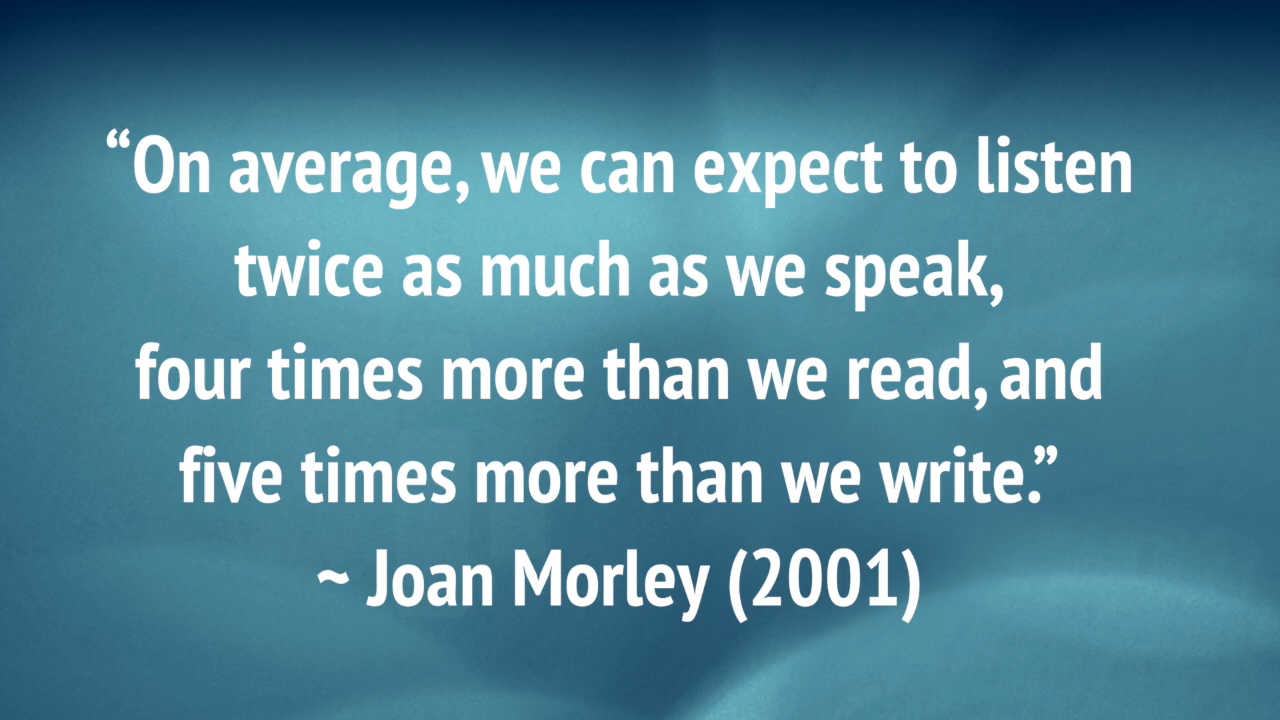 “On average, we can expect to listen
twice as much as we speak,
four times more than we read, and
five times more than we write.”
~ Joan Morley (2001)